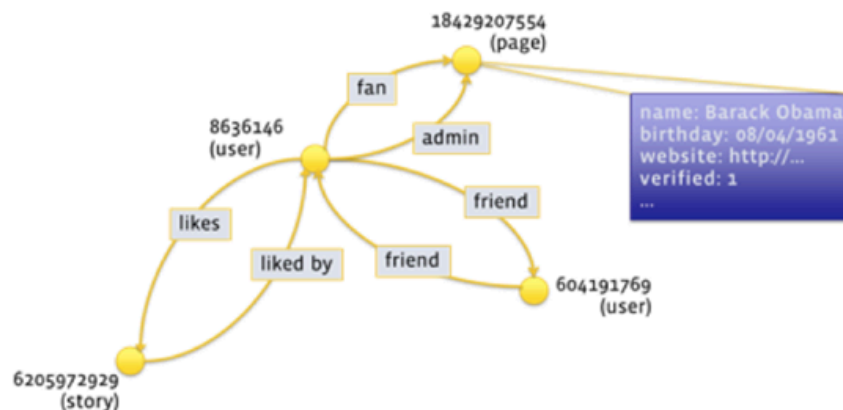 18429207554
(page)
fan
name: Barack Obama
birthday: 08/04/1961
website: http://...
verified: 1
...
8636146
(user)
admin
friend
likes
liked by
friend
604191769
(user)
6205972929
(story)